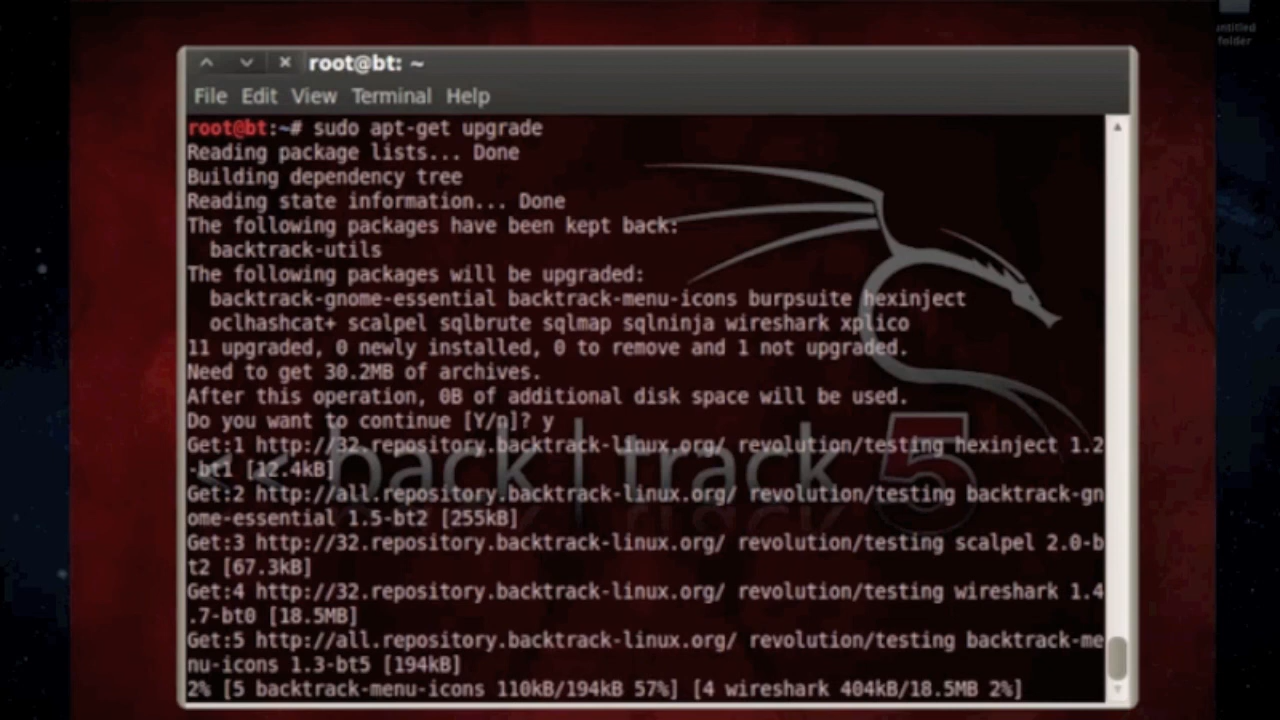 untitled
folder
root@bt: ~
File Edit View Terminal Help
root@bt:~# sudo apt-get upgrade
Reading package lists... Done
Building dependency tree
Reading state information... Done
The following packages have been kept back:
  backtrack-utils
The following packages will be upgraded:
  backtrack-gnome-essential backtrack-menu-icons burpsuite hexinject
  oclhashcat+ scalpel sqlbrute sqlmap sqlninja wireshark xplico
11 upgraded, 0 newly installed, 0 to remove and 1 not upgraded.
Need to get 30.2MB of archives.
After this operation, 0B of additional disk space will be used.
Do you want to continue [Y/n]? y
Get:1 http://32.repository.backtrack-linux.org/ revolution/testing hexinject 1.2
-bt1 [12.4kB]
Get:2 http://all.repository.backtrack-linux.org/ revolution/testing backtrack-gn
ome-essential 1.5-bt2 [255kB]
Get:3 http://32.repository.backtrack-linux.org/ revolution/testing scalpel 2.0-b
t2 [67.3kB]
Get:4 http://32.repository.backtrack-linux.org/ revolution/testing wireshark 1.4
.7-bt0 [18.5MB]
Get:5 http://all.repository.backtrack-linux.org/ revolution/testing backtrack-me
nu-icons 1.3-bt5 [194kB]
2% [5 backtrack-menu-icons 110kB/194kB 57%] [4 wireshark 404kB/18.5MB 2%]
<< back | track 5